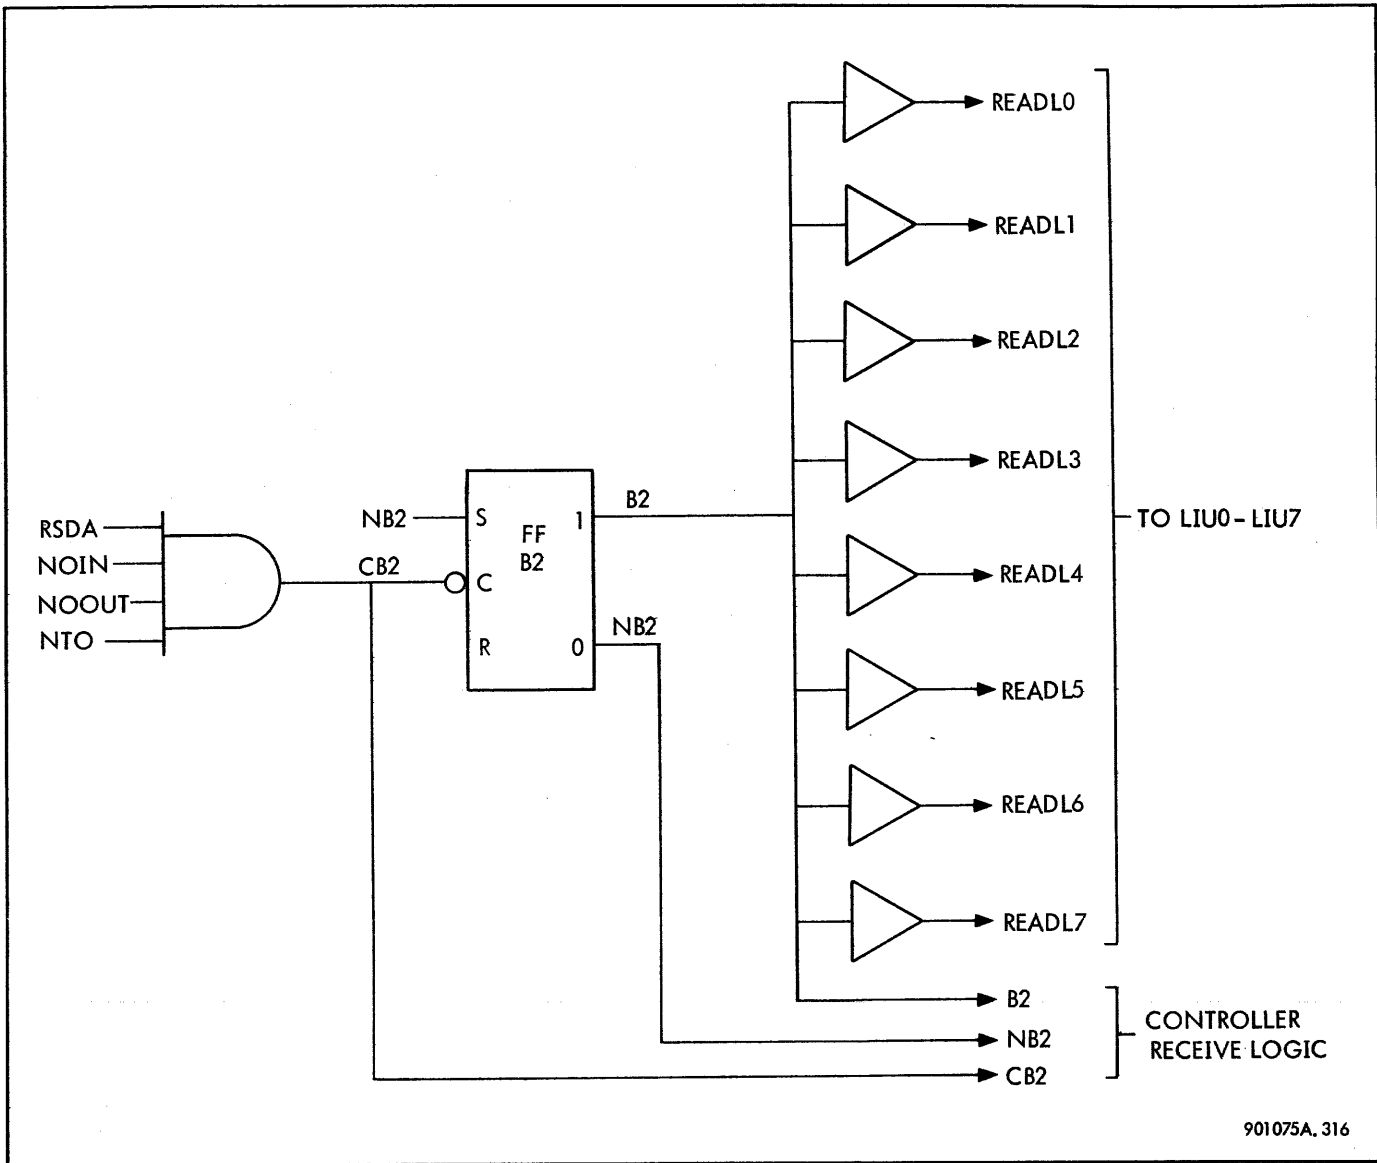 RSDA
NOIN
NOOUT
NTO
CB2
NB2
S
C
R
FF
B2
1
0
B2
NB2
READL0
READL1
READL2
READL3
READL4
READL5
READL6
READL7
TO LIU0-LIU7
B2
NB2
CB2
CONTROLLER
RECEIVE LOGIC
901075A. 316